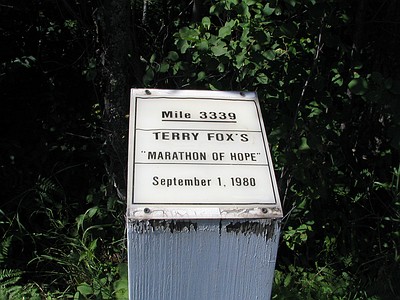 Mile 3339
TERRY FOX'S
"MARATHON OF HOPE"
September 1, 1980